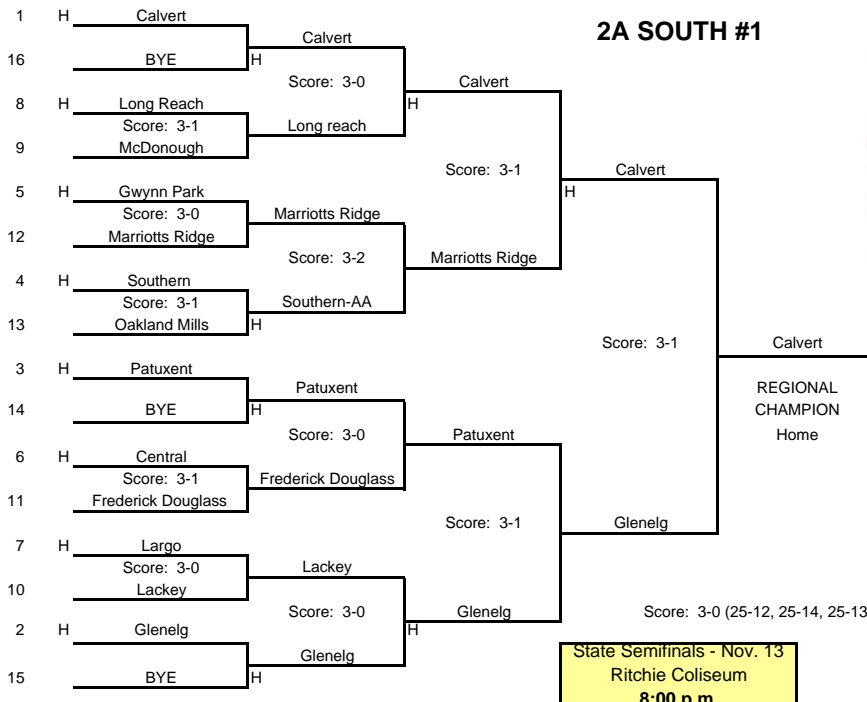 2A SOUTH #1
1 H Calvert
Calvert
16 BYE H
Score: 3-0
Calvert
8 H Long Reach H
Score: 3-1
Long reach
9 McDonough
Score: 3-1
Calvert
5 H Gwynn Park H
Score: 3-0
Marriotts Ridge
12 Marriotts Ridge
Score: 3-2
Marriotts Ridge
4 H Southern
Score: 3-1
Southern-AA
13 Oakland Mills H
Score: 3-1
Calvert
3 H Patuxent
REGIONAL
CHAMPION
Home
Patuxent
14 BYE H
Score: 3-0
Patuxent
6 H Central
Score: 3-1
Frederick Douglass
11 Frederick Douglass
Score: 3-1
Glenelg
7 H Largo
Score: 3-0
Lackey
10 Lackey
Score: 3-0
Glenelg
Score: 3-0 (25-12, 25-14, 25-13
2 H Glenelg H
Glenelg
15 BYE H
State Semifinals - Nov. 13
Ritchie Coliseum
8:00 p.m.